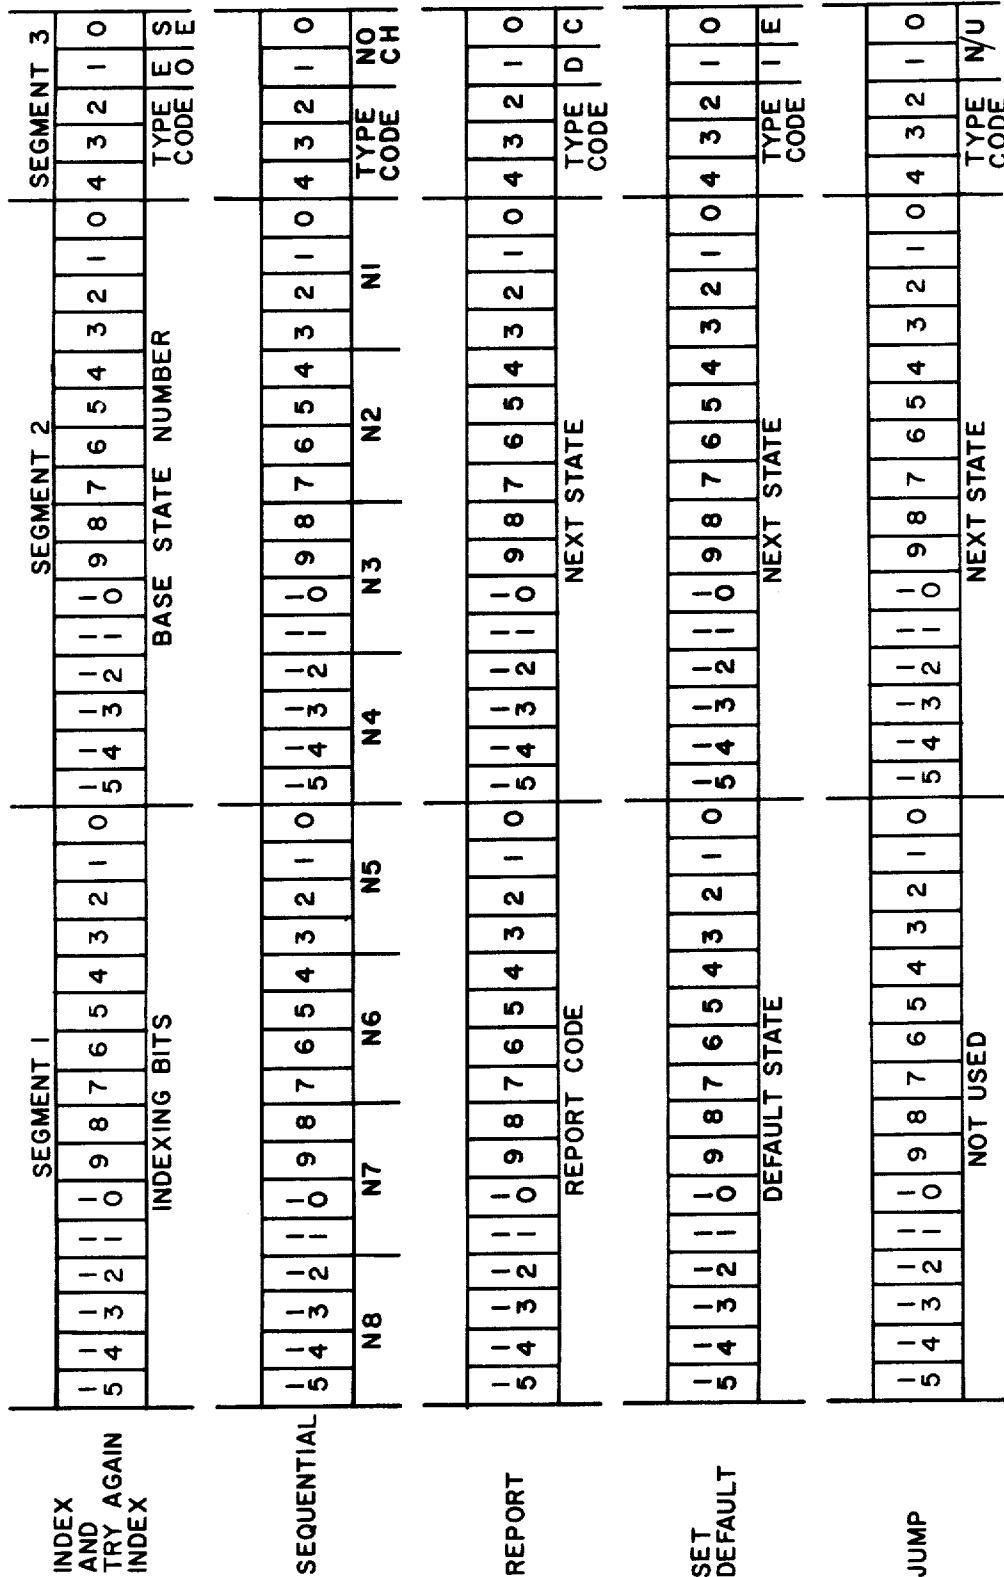 SEGMENT 1 SEGMENT 2 SEGMENT 3
INDEX
AND
TRY AGAIN
INDEX
15 14 13 12 11 10 9 8 7 6 5 4 3 2 1 0 15 14 13 12 11 10 9 8 7 6 5 4 3 2 1 0 4 3 2 1 0
INDEXING BITS BASE STATE NUMBER TYPE E S
CODE O E
SEQUENTIAL
15 14 13 12 11 10 9 8 7 6 5 4 3 2 1 0 15 14 13 12 11 10 9 8 7 6 5 4 3 2 1 0 4 3 2 1 0
N8 N7 N6 N5 N4 N3 N2 N1 TYPE NO
CODE CH
REPORT
15 14 13 12 11 10 9 8 7 6 5 4 3 2 1 0 15 14 13 12 11 10 9 8 7 6 5 4 3 2 1 0 4 3 2 1 0
REPORT CODE NEXT STATE TYPE D C
CODE
SET
DEFAULT
15 14 13 12 11 10 9 8 7 6 5 4 3 2 1 0 15 14 13 12 11 10 9 8 7 6 5 4 3 2 1 0 4 3 2 1 0
DEFAULT STATE NEXT STATE TYPE I E
CODE
JUMP
15 14 13 12 11 10 9 8 7 6 5 4 3 2 1 0 15 14 13 12 11 10 9 8 7 6 5 4 3 2 1 0 4 3 2 1 0
NOT USED NEXT STATE TYPE N/U
CODE